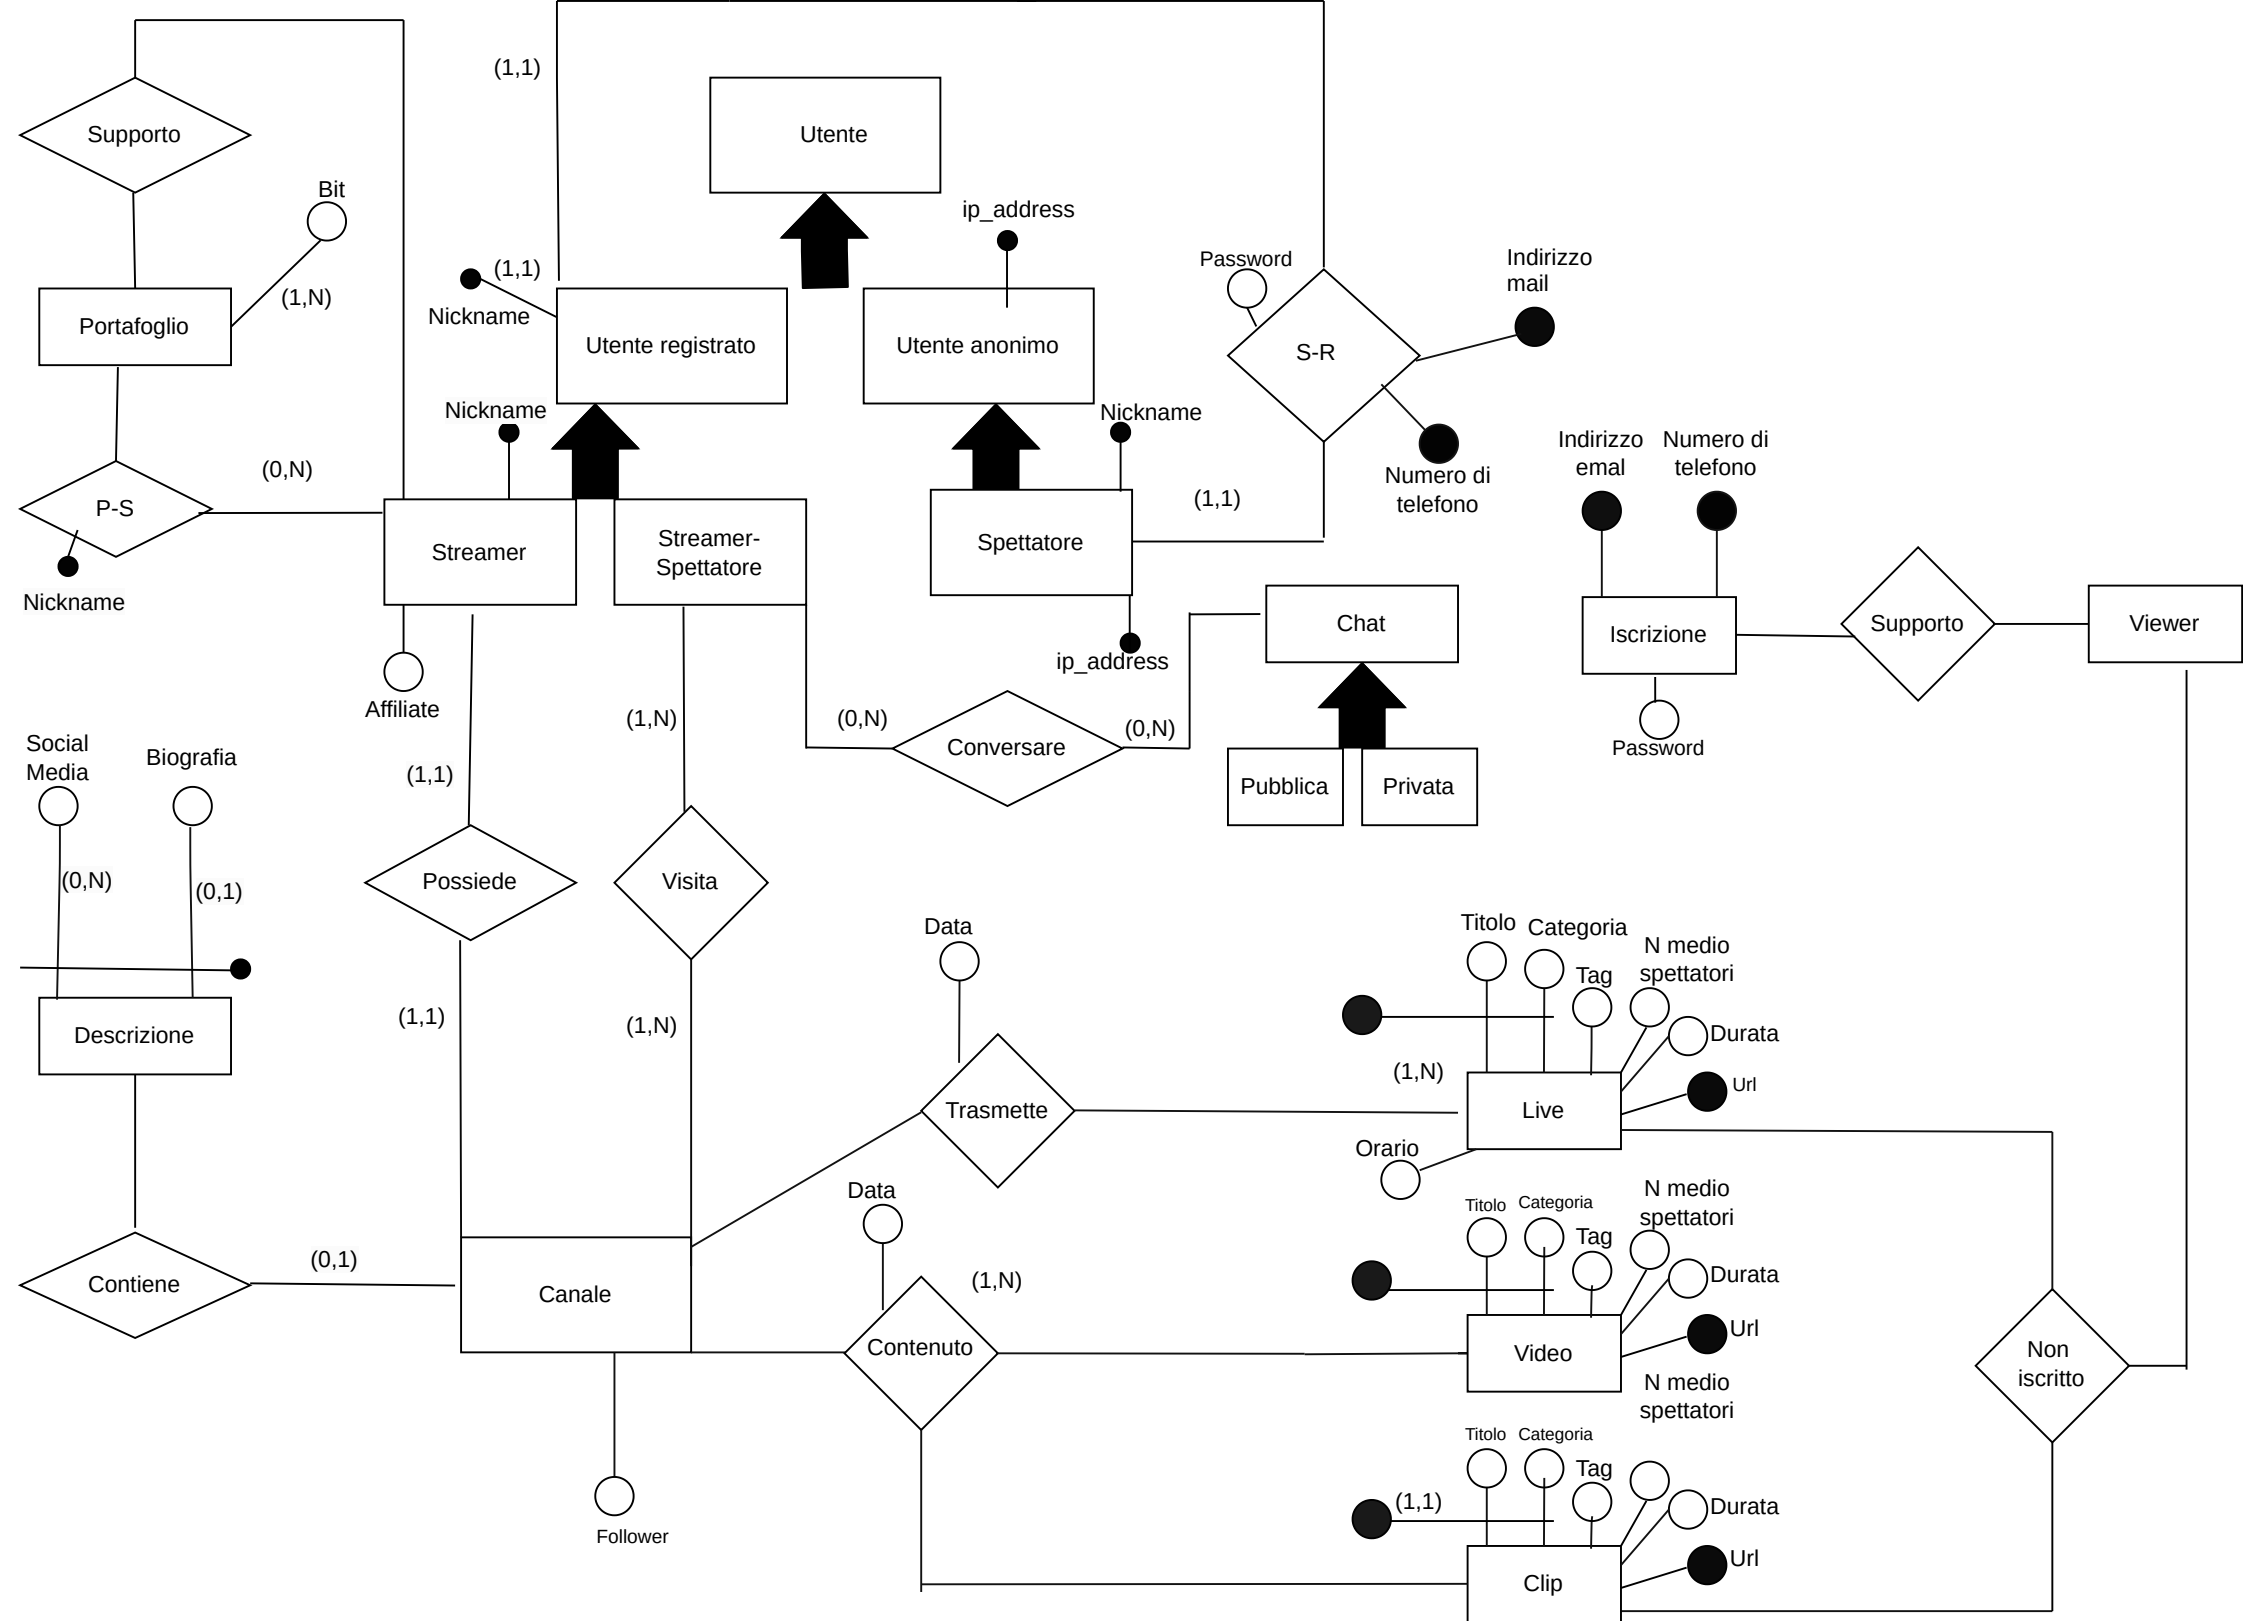 (1,1)
Supporto
Utente
Bit
ip_address
Password
Indirizzo
mail
(1,1)
(1,N)
Nickname
Portafoglio
Utente registrato
Utente anonimo
S-R
Nickname
Nickname
Indirizzo
emal
Numero di
telefono
(0,N)
Numero di
telefono
(1,1)
P-S
Streamer
Streamer-
Spettatore
Spettatore
Nickname
Chat
Iscrizione
Supporto
Viewer
ip_address
Affiliate
(1,N)
(0,N)
(0,N)
Conversare
Password
Social
Media
Biografia
(1,1)
Pubblica
Privata
(0,N)
(0,1)
Possiede
Visita
Data
Titolo
Categoria
N medio
spettatori
Tag
(1,1)
(1,N)
Durata
Descrizione
(1,N)
Url
Trasmette
Live
Orario
Data
N medio
spettatori
Titolo
Categoria
Tag
(0,1)
(1,N)
Durata
Contiene
Canale
Url
Contenuto
Video
Non
iscritto
N medio
spettatori
Titolo
Categoria
Tag
(1,1)
Durata
Follower
Url
Clip